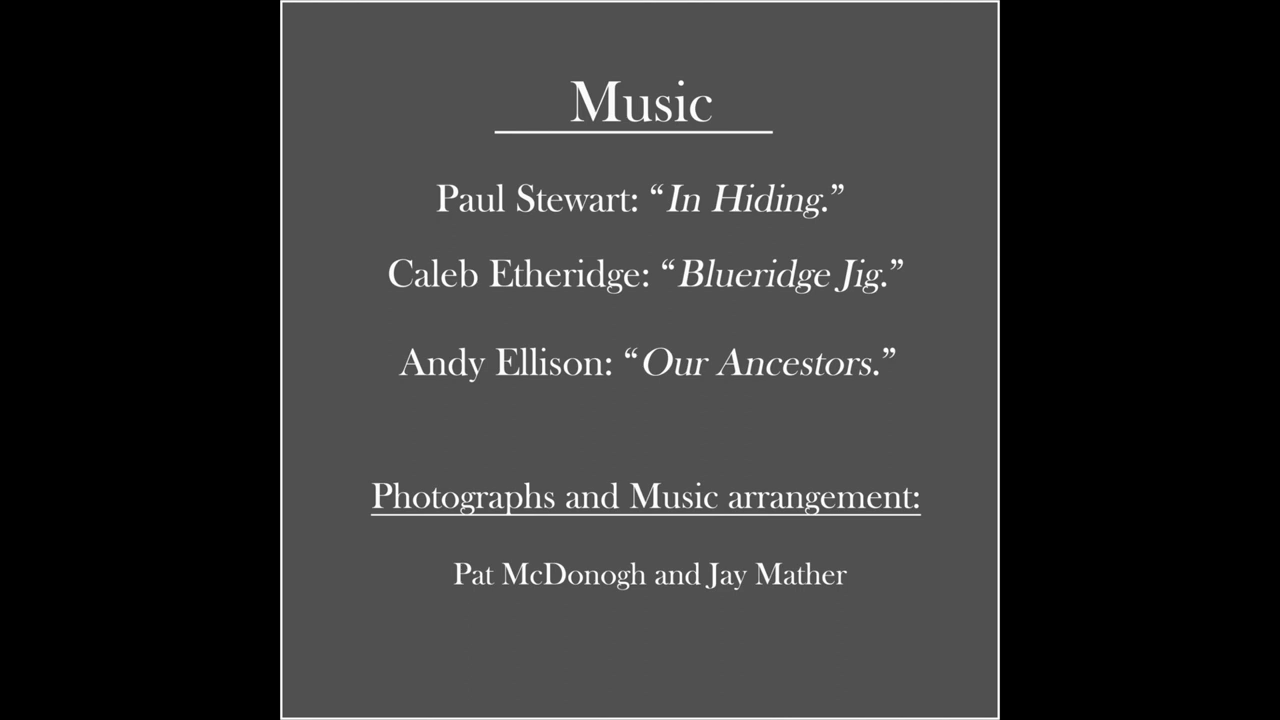 Music
Paul Stewart: “In Hiding.”
Caleb Etheridge: “Blueridge Jig.”
Andy Ellison: “Our Ancestors.”
Photographs and Music arrangement:
Pat McDonogh and Jay Mather